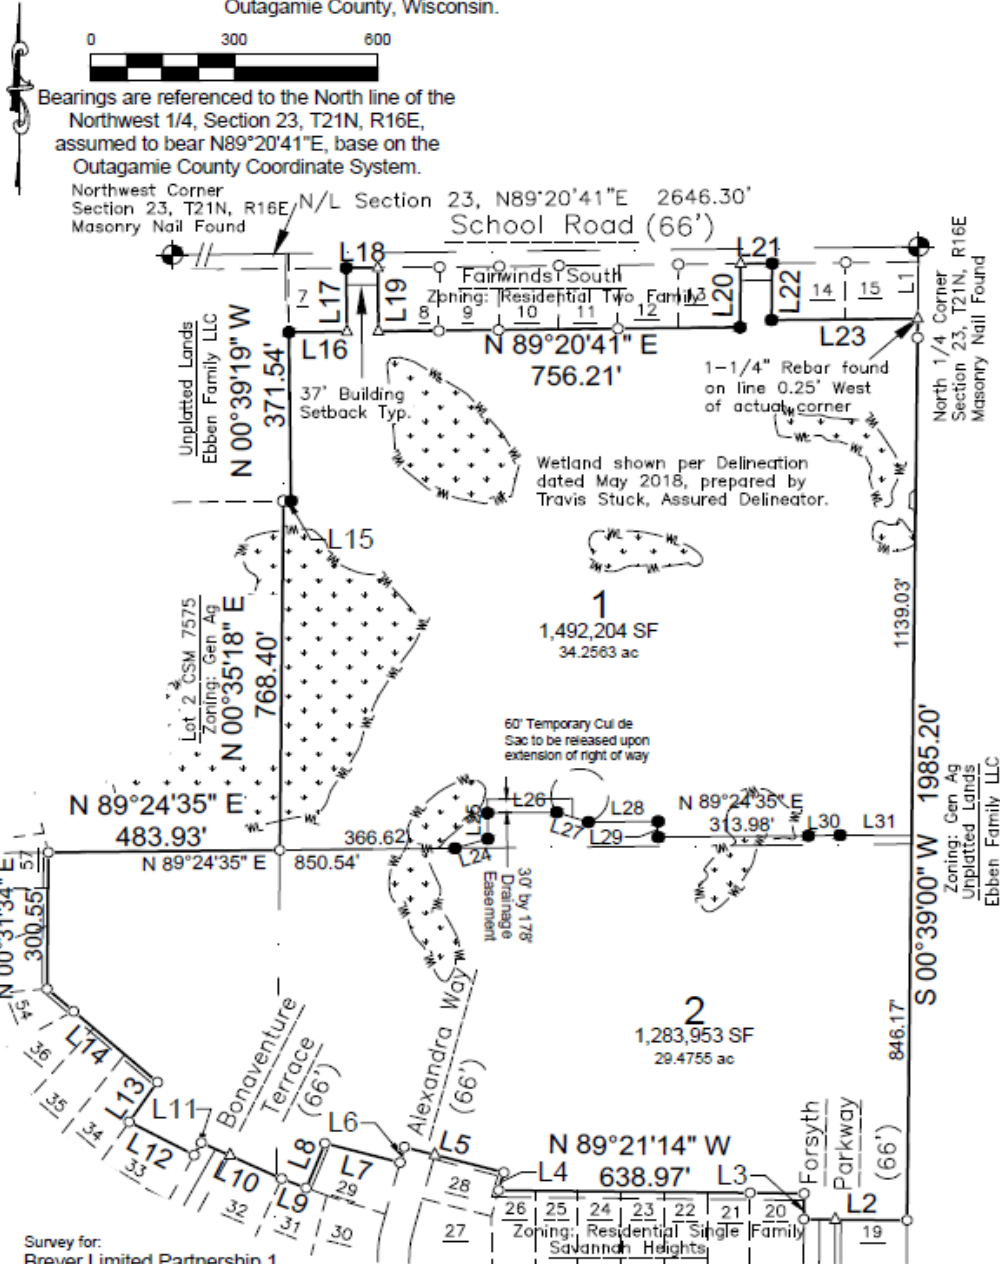 Outagamie County, Wisconsin.
0 300 600
Bearings are referenced to the North line of the
Northwest 1/4, Section 23, T21N, R16E,
assumed to bear N89°20'41"E, base on the
Outagamie County Coordinate System.
Northwest Corner
Section 23, T21N, R16E
Masonry Nail Found
N/L Section 23, N89°20'41"E 2646.30'
School Road (66')
North 1/4 Corner
Section 23, T21N, R16E
Masonry Nail Found
L1
L18
L21
L17
L19
L20
L22
7
Fairwinds South
Zoning: Residential Two Family
8
9
10
11
12
13
14
15
L16
L23
N 89°20'41" E
756.21'
Unplatted Lands
Ebben Family LLC
N 00°39'19" W
371.54'
37' Building
Setback Typ.
1-1/4" Rebar found
on line 0.25' West
of actual corner
Wetland shown per Delineation
dated May 2018, prepared by
Travis Stuck, Assured Delineator.
L15
1
1,492,204 SF
34.2563 ac
1139.03'
Lot 2 CSM 7575
Zoning: Gen Ag
N 00°35'18" E
768.40'
60' Temporary Cul de
Sac to be released upon
extension of right of way
1985.20'
S 00°39'00" W
Zoning: Gen Ag
Unplatted Lands
Ebben Family LLC
N 89°24'35" E
483.93'
L25
L26
L27
L28
L29
N 89°24'35" E
313.98'
L30
L31
366.62'
L24
N 89°24'35" E 850.54'
30' by 178'
Drainage
Easement
57
N 00°31'34" E
300.55'
2
1,283,953 SF
29.4755 ac
846.17'
54
36
35
34
33
32
31
30
29
28
27
L14
L13
L12
L11
L10
L9
L8
L7
L6
L5
L4
L3
L2
Bonaventure
Terrace
(66')
Alexandra Way
(66')
N 89°21'14" W
638.97'
Forsyth
Parkway
(66')
26
25
24
23
22
21
20
19
Zoning: Residential Single Family
Savannah Heights
Survey for:
Breyer Limited Partnership 1